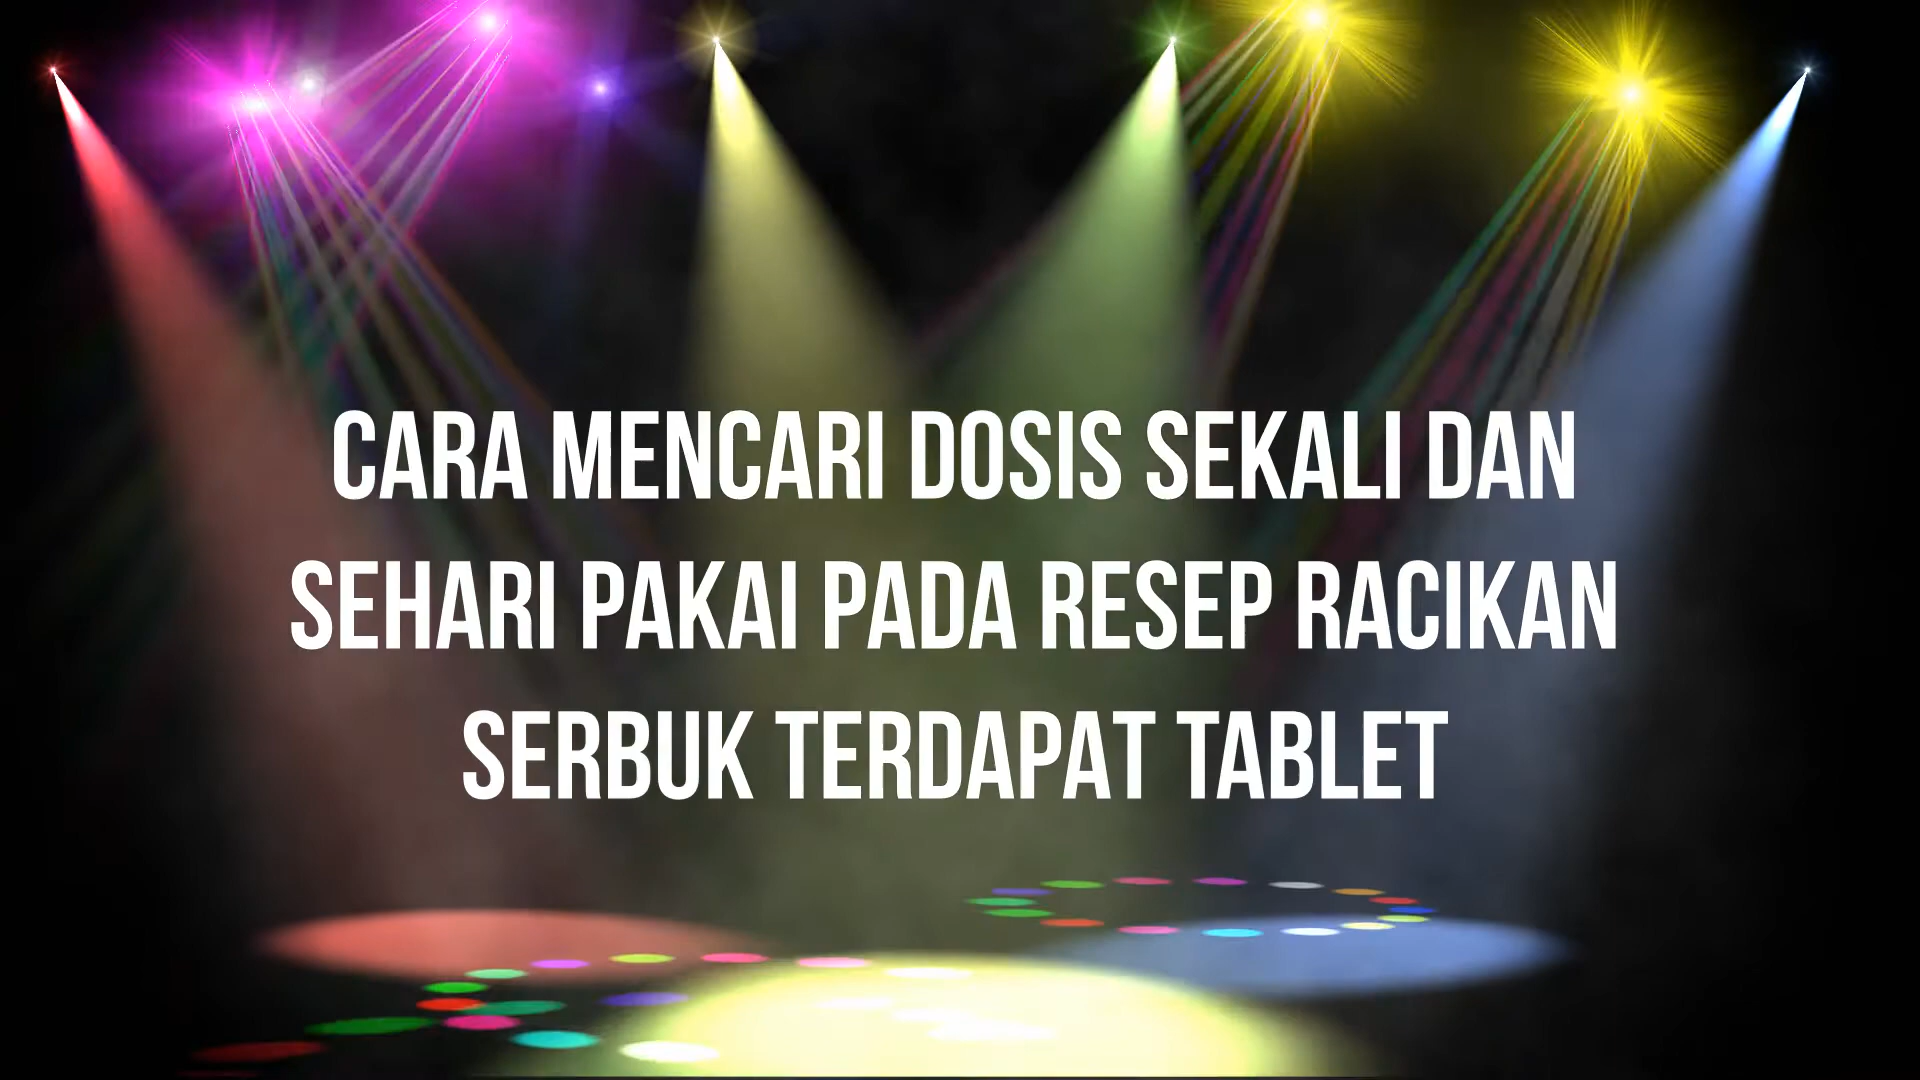 CARA MENCARI DOSIS SEKALI DAN
SEHARI PAKAI PADA RESEP RACIKAN
SERBUK TERDAPAT TABLET